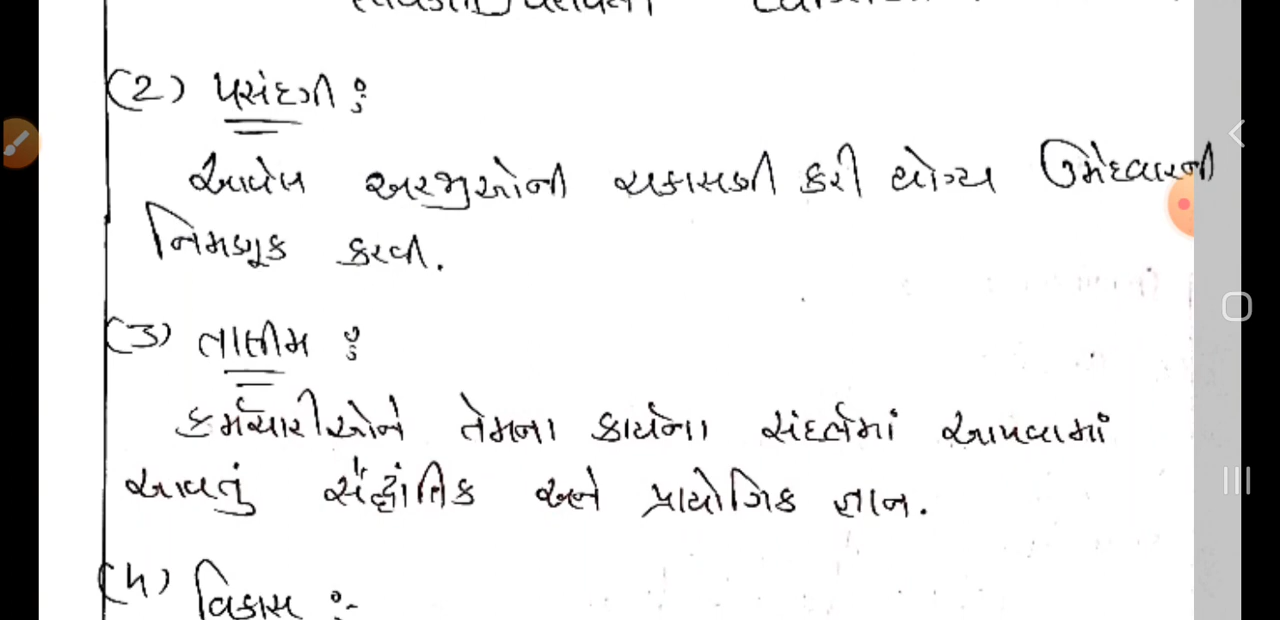 (2) પસંદગી :
આવેલ અરજીઓની ચકાસણી કરી યોગ્ય ઉમેદવારની
નિમણૂક કરવી.
(3) તાલીમ :
કર્મચારીઓને તેમના કાર્યના સંદર્ભમાં આપવામાં
આવતું સૈદ્ધાંતિક અને પ્રાયોગિક જ્ઞાન.
(૫) વિકાસ :-